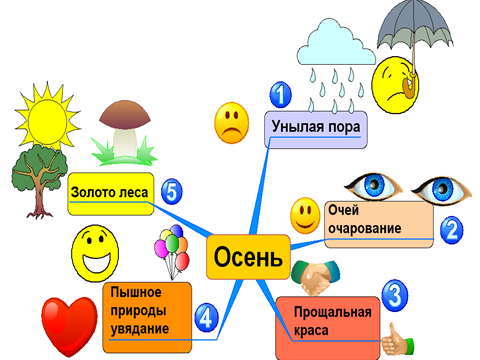 Осень
1
Унылая пора
2
Очей
очарование
3
Прощальная
краса
4
Пышное
природы
увядание
5
Золото леса